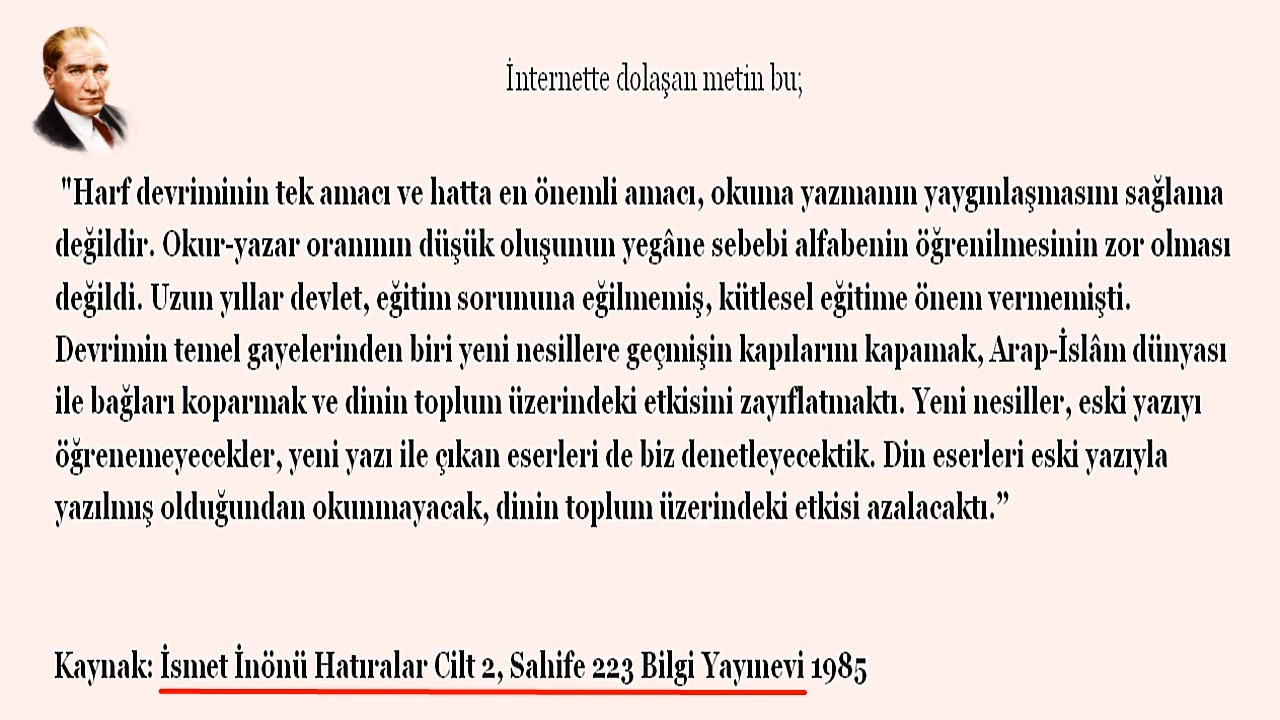 İnternette dolaşan metin bu;
"Harf devriminin tek amacı ve hatta en önemli amacı, okuma yazmanın yaygınlaşmasını sağlama
değildir. Okur-yazar oranının düşük oluşunun yegâne sebebi alfabenin öğrenilmesinin zor olması
değildi. Uzun yıllar devlet, eğitim sorununa eğilmemiş, kütlesel eğitime önem vermemişti.
Devrimin temel gayelerinden biri yeni nesillere geçmişin kapılarını kapamak, Arap-İslâm dünyası
ile bağları koparmak ve dinin toplum üzerindeki etkisini zayıflatmaktı. Yeni nesiller, eski yazıyı
öğrenemeyecekler, yeni yazı ile çıkan eserleri de biz denetleyecektik. Din eserleri eski yazıyla
yazılmış olduğundan okunmayacak, dinin toplum üzerindeki etkisi azalacaktı.”
Kaynak: İsmet İnönü Hatıralar Cilt 2, Sahife 223 Bilgi Yayınevi 1985